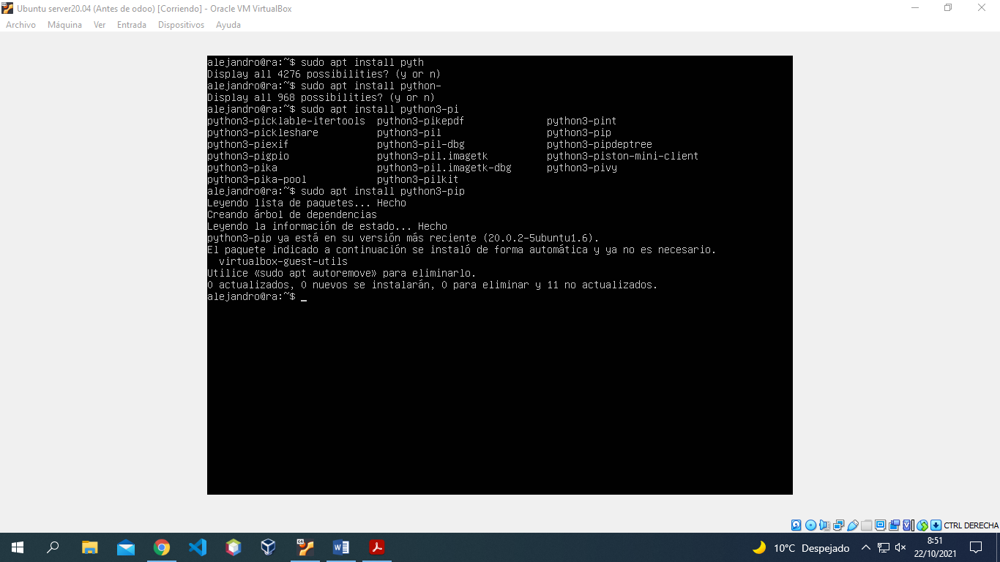 Ubuntu server20.04 (Antes de odoo) [Corriendo] - Oracle VM VirtualBox
Archivo Máquina Ver Entrada Dispositivos Ayuda
alejandro@ra:~$ sudo apt install pyth
Display all 4276 possibilities? (y or n)
alejandro@ra:~$ sudo apt install python-
Display all 968 possibilities? (y or n)
alejandro@ra:~$ sudo apt install python3-pi
python3-picklable-itertools python3-pikepdf python3-pint
python3-pickleshare python3-pil python3-pip
python3-piexif python3-pil-dbg python3-pipdeptree
python3-pigpio python3-pil.imagetk python3-piston-mini-client
python3-pika python3-pil.imagetk-dbg python3-pivy
python3-pika-pool python3-pilkit
alejandro@ra:~$ sudo apt install python3-pip
Leyendo lista de paquetes... Hecho
Creando árbol de dependencias
Leyendo la información de estado... Hecho
python3-pip ya está en su versión más reciente (20.0.2-5ubuntu1.6).
El paquete indicado a continuación se instaló de forma automática y ya no es necesario.
virtualbox-guest-utils
Utilice «sudo apt autoremove» para eliminarlo.
0 actualizados, 0 nuevos se instalarán, 0 para eliminar y 11 no actualizados.
alejandro@ra:~$ _
CTRL DERECHA
10°C Despejado
8:51
22/10/2021